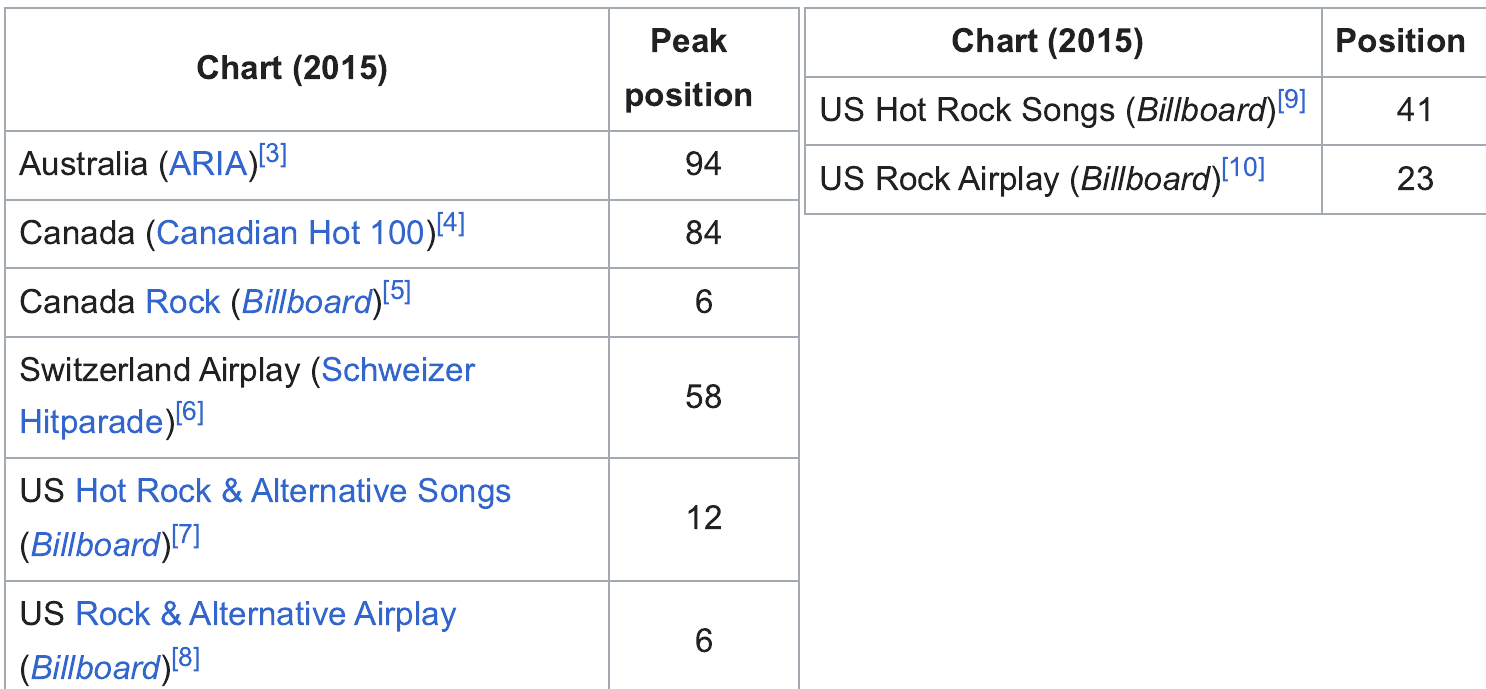 Chart (2015)
Peak
position
Australia (ARIA)[3]
94
Canada (Canadian Hot 100)[4]
84
Canada Rock (Billboard)[5]
6
Switzerland Airplay (Schweizer
Hitparade)[6]
58
US Hot Rock & Alternative Songs
(Billboard)[7]
12
US Rock & Alternative Airplay
(Billboard)[8]
6
Chart (2015)
Position
US Hot Rock Songs (Billboard)[9]
41
US Rock Airplay (Billboard)[10]
23